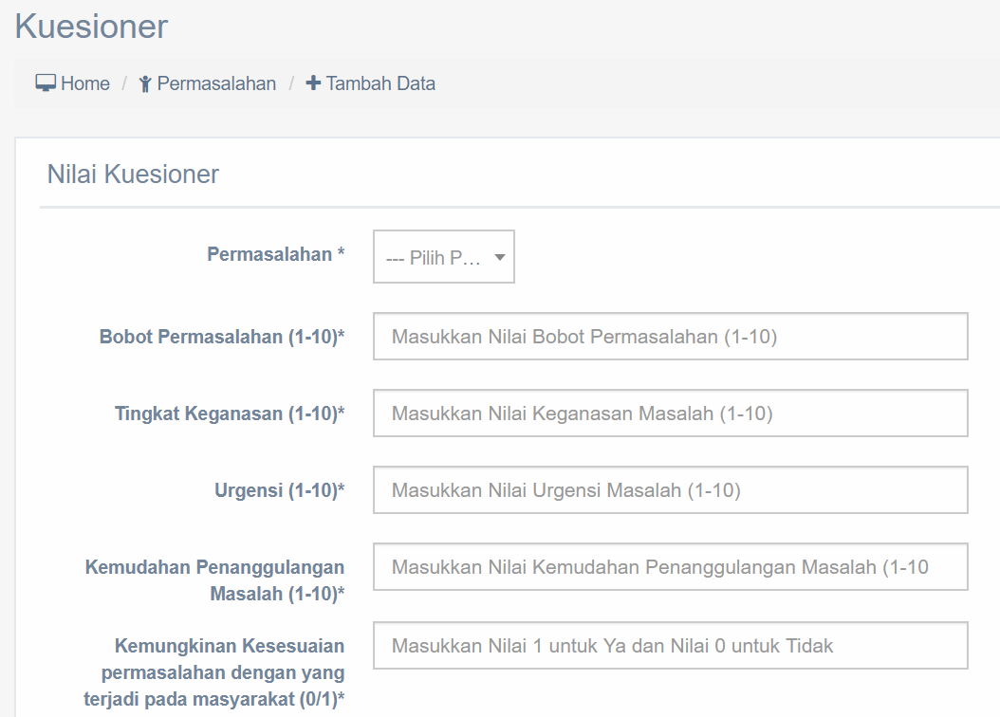 Kuesioner
Home / Permasalahan / Tambah Data
Nilai Kuesioner
Permasalahan *
--- Pilih P...
Bobot Permasalahan (1-10)*
Masukkan Nilai Bobot Permasalahan (1-10)
Tingkat Keganasan (1-10)*
Masukkan Nilai Keganasan Masalah (1-10)
Urgensi (1-10)*
Masukkan Nilai Urgensi Masalah (1-10)
Kemudahan Penanggulangan
Masalah (1-10)*
Masukkan Nilai Kemudahan Penanggulangan Masalah (1-10
Kemungkinan Kesesuaian
permasalahan dengan yang
terjadi pada masyarakat (0/1)*
Masukkan Nilai 1 untuk Ya dan Nilai 0 untuk Tidak